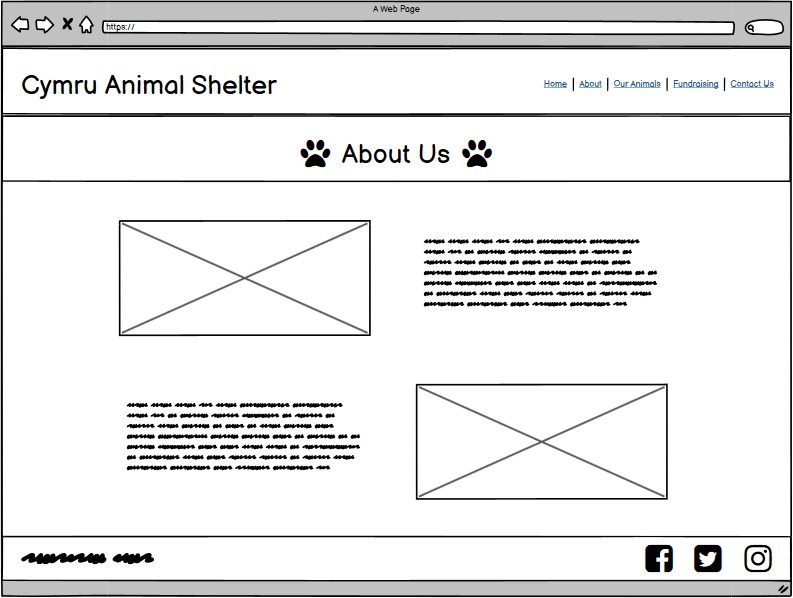 A Web Page
https://
Cymru Animal Shelter
Home | About | Our Animals | Fundraising | Contact Us
About Us